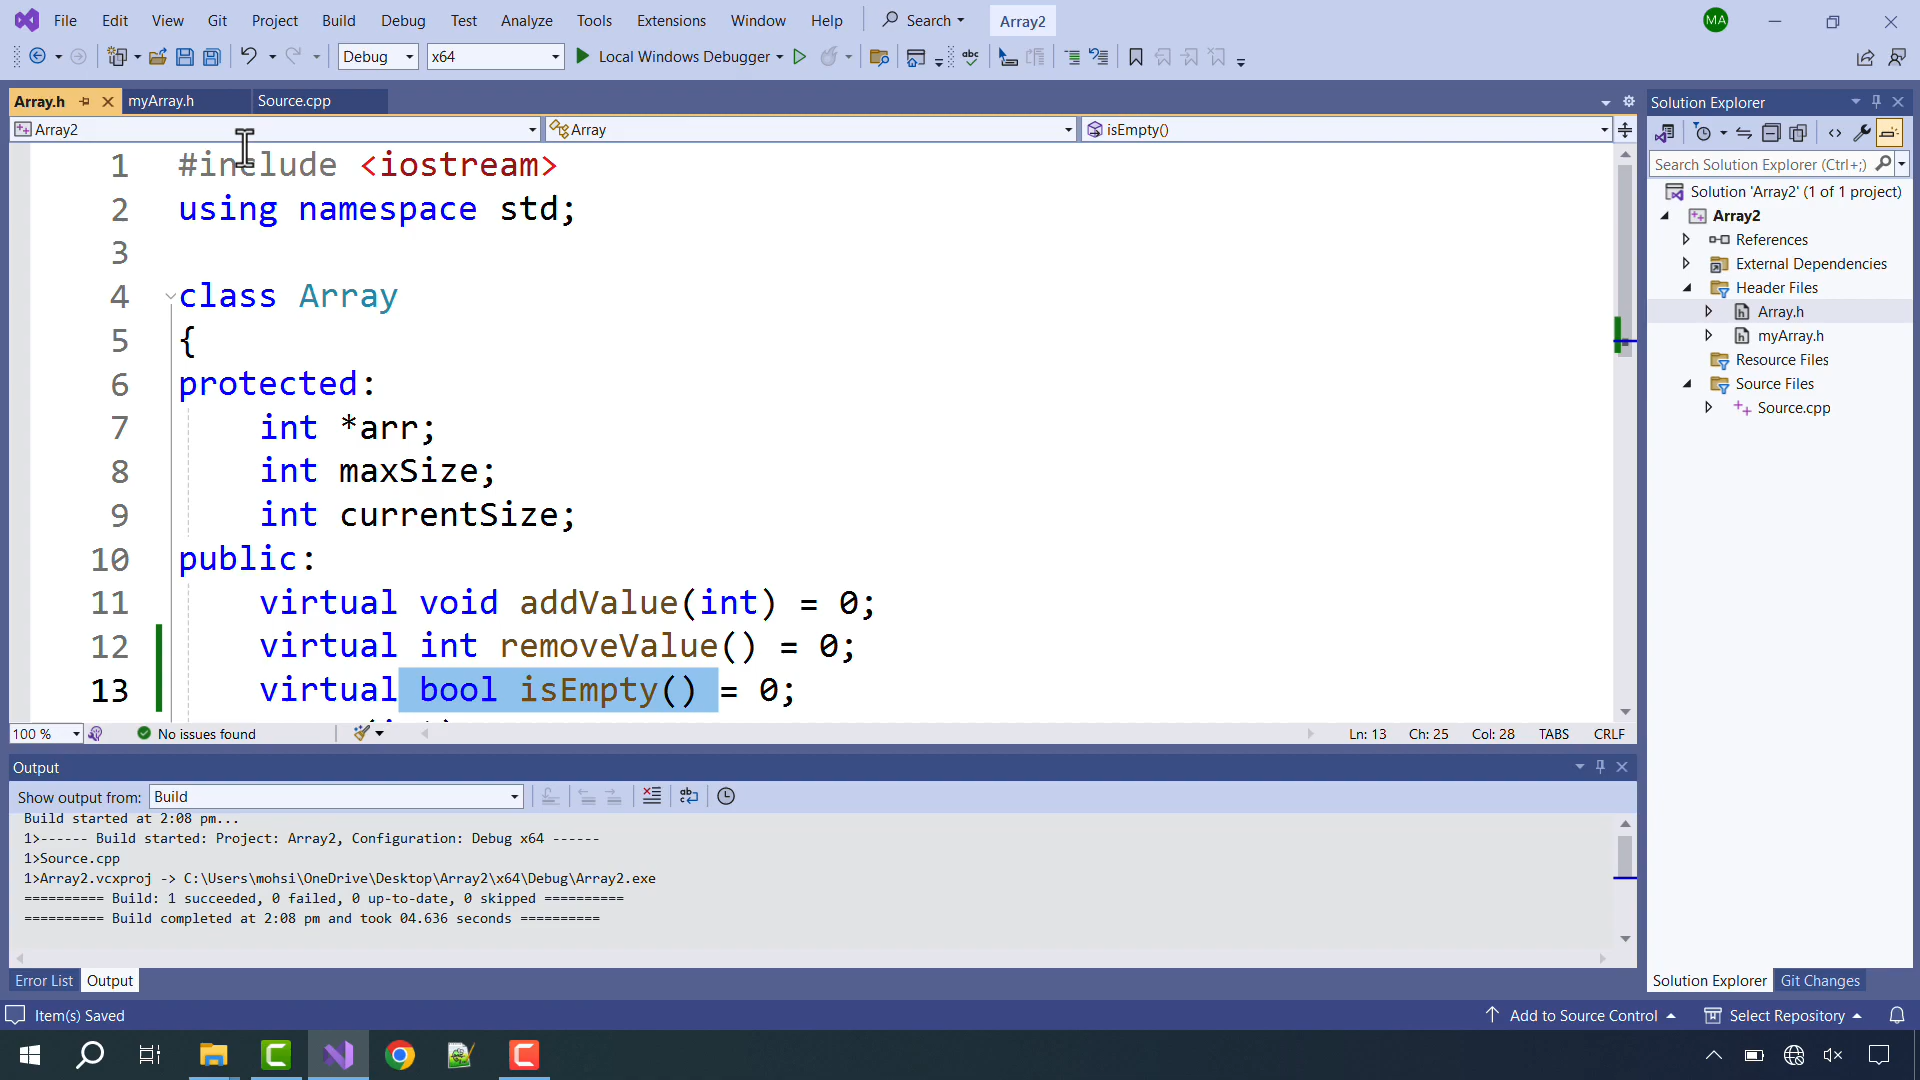 File Edit View Git Project Build Debug Test Analyze Tools Extensions Window Help Search Array2 MA
Debug x64 Local Windows Debugger
Array.h myArray.h Source.cpp
Array2 Array isEmpty()
1 #include <iostream>
2 using namespace std;
3
4 class Array
5 {
6 protected:
7 int *arr;
8 int maxSize;
9 int currentSize;
10 public:
11 virtual void addValue(int) = 0;
12 virtual int removeValue() = 0;
13 virtual bool isEmpty() = 0;
100 % No issues found Ln: 13 Ch: 25 Col: 28 TABS CRLF
Output
Show output from: Build
Build started at 2:08 pm...
1>------ Build started: Project: Array2, Configuration: Debug x64 ------
1>Source.cpp
1>Array2.vcxproj -> C:\Users\mohsi\OneDrive\Desktop\Array2\x64\Debug\Array2.exe
========== Build: 1 succeeded, 0 failed, 0 up-to-date, 0 skipped ==========
========== Build completed at 2:08 pm and took 04.636 seconds ==========
Error List Output
Solution Explorer
Search Solution Explorer (Ctrl+;)
Solution 'Array2' (1 of 1 project)
Array2
References
External Dependencies
Header Files
Array.h
myArray.h
Resource Files
Source Files
Source.cpp
Solution Explorer Git Changes
Item(s) Saved Add to Source Control Select Repository